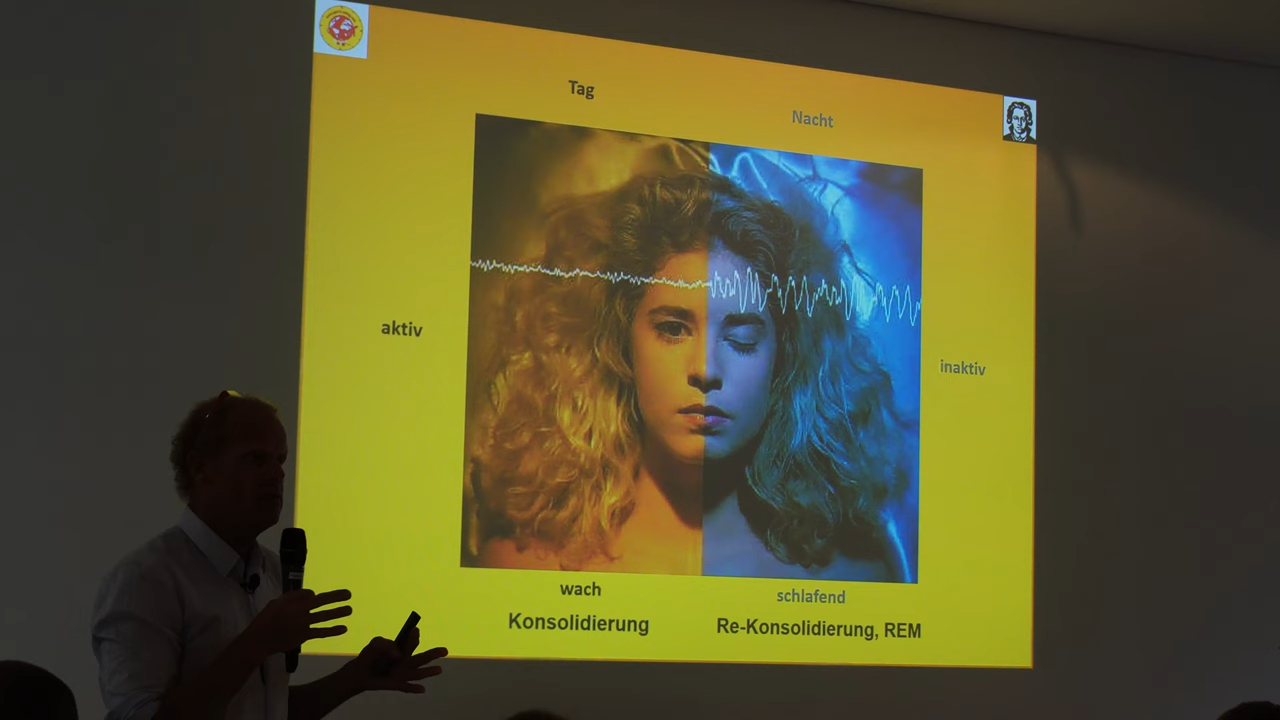 Tag
Nacht
aktiv
inaktiv
wach
schlafend
Konsolidierung
Re-Konsolidierung, REM